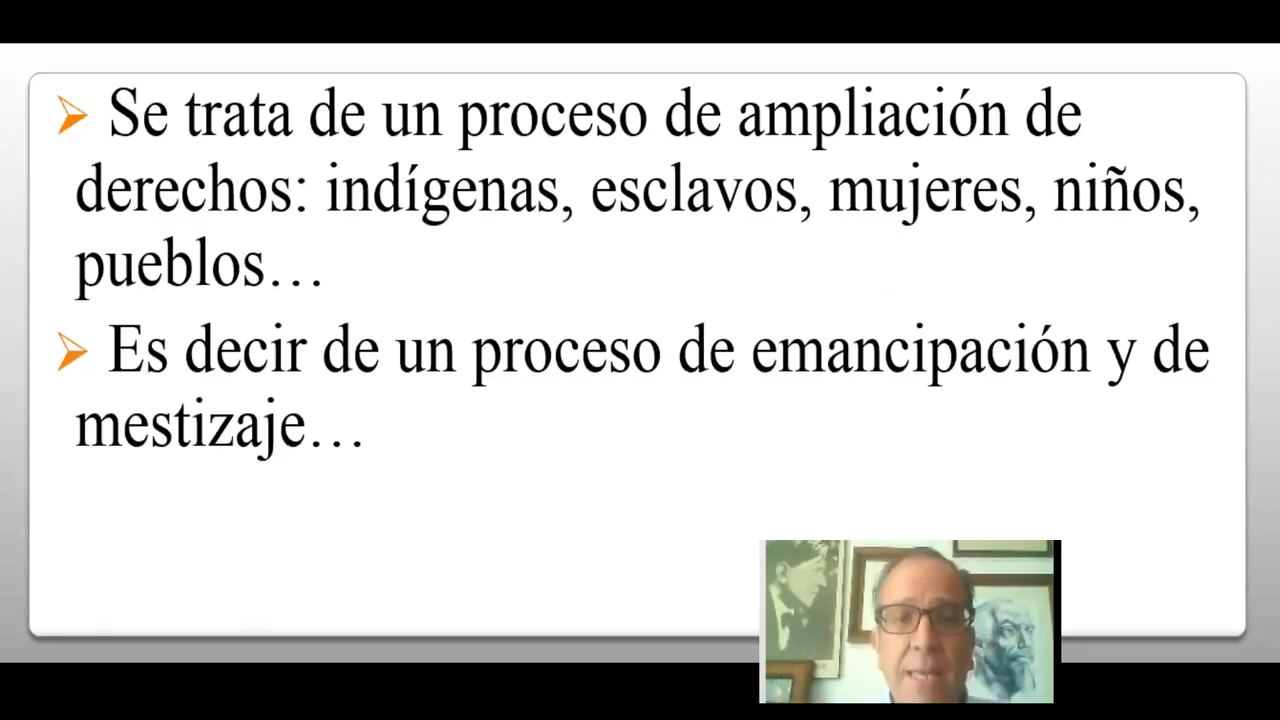 Se trata de un proceso de ampliación de
derechos: indígenas, esclavos, mujeres, niños,
pueblos…
Es decir de un proceso de emancipación y de
mestizaje…